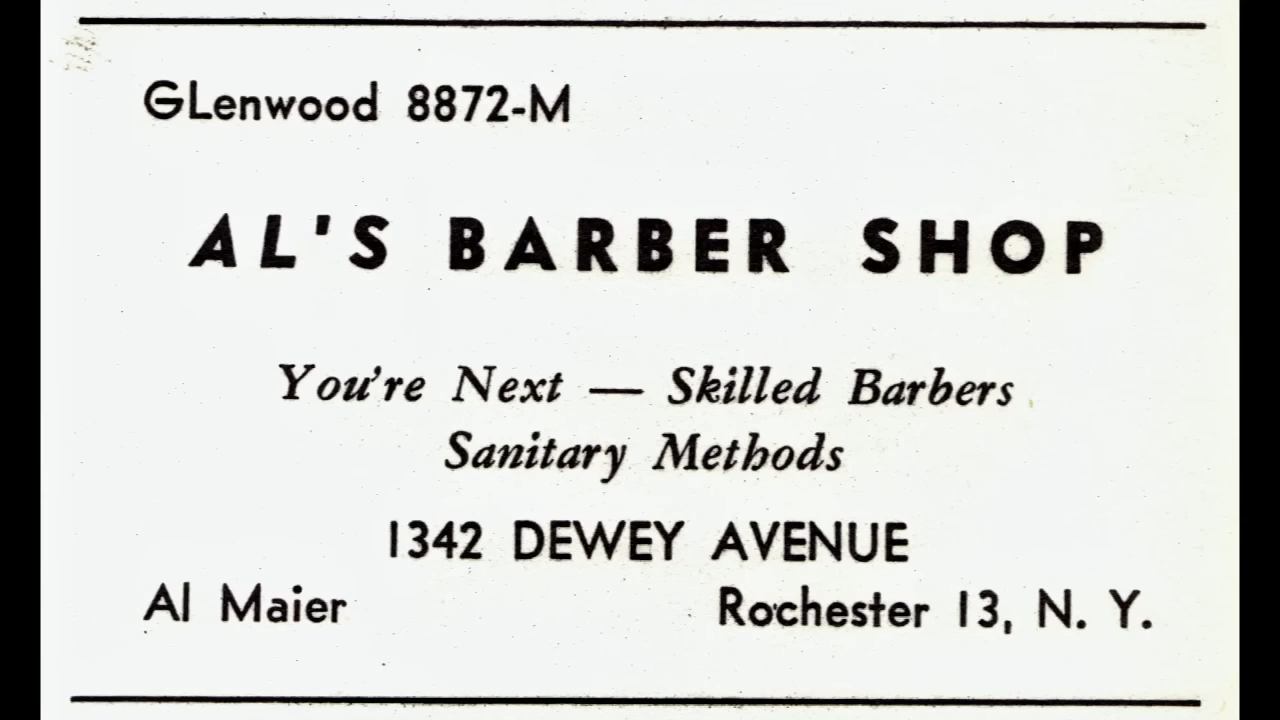 GLenwood 8872-M
AL'S BARBER SHOP
You're Next — Skilled Barbers
Sanitary Methods
1342 DEWEY AVENUE
Al Maier Rochester 13, N. Y.